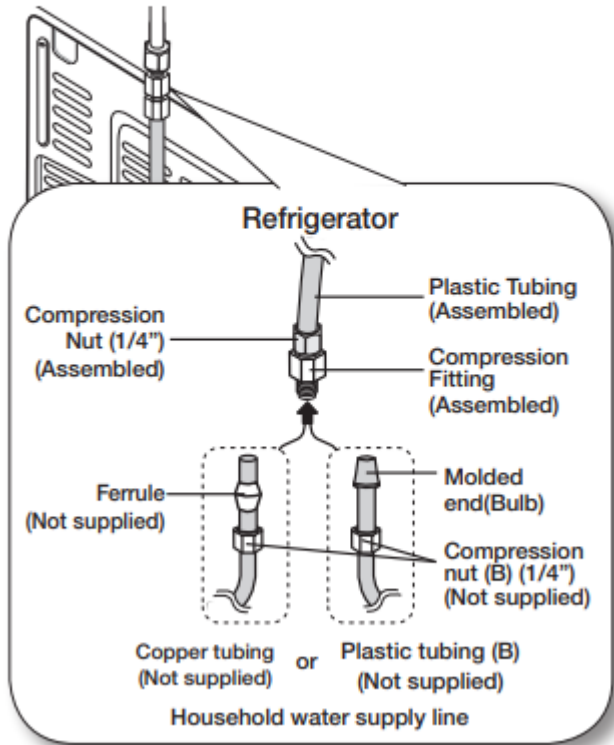 Refrigerator
Compression
Nut (1/4”)
(Assembled)
Plastic Tubing
(Assembled)
Compression
Fitting
(Assembled)
Ferrule
(Not supplied)
Molded
end(Bulb)
Compression
nut (B) (1/4”)
(Not supplied)
Copper tubing
(Not supplied)
or
Plastic tubing (B)
(Not supplied)
Household water supply line